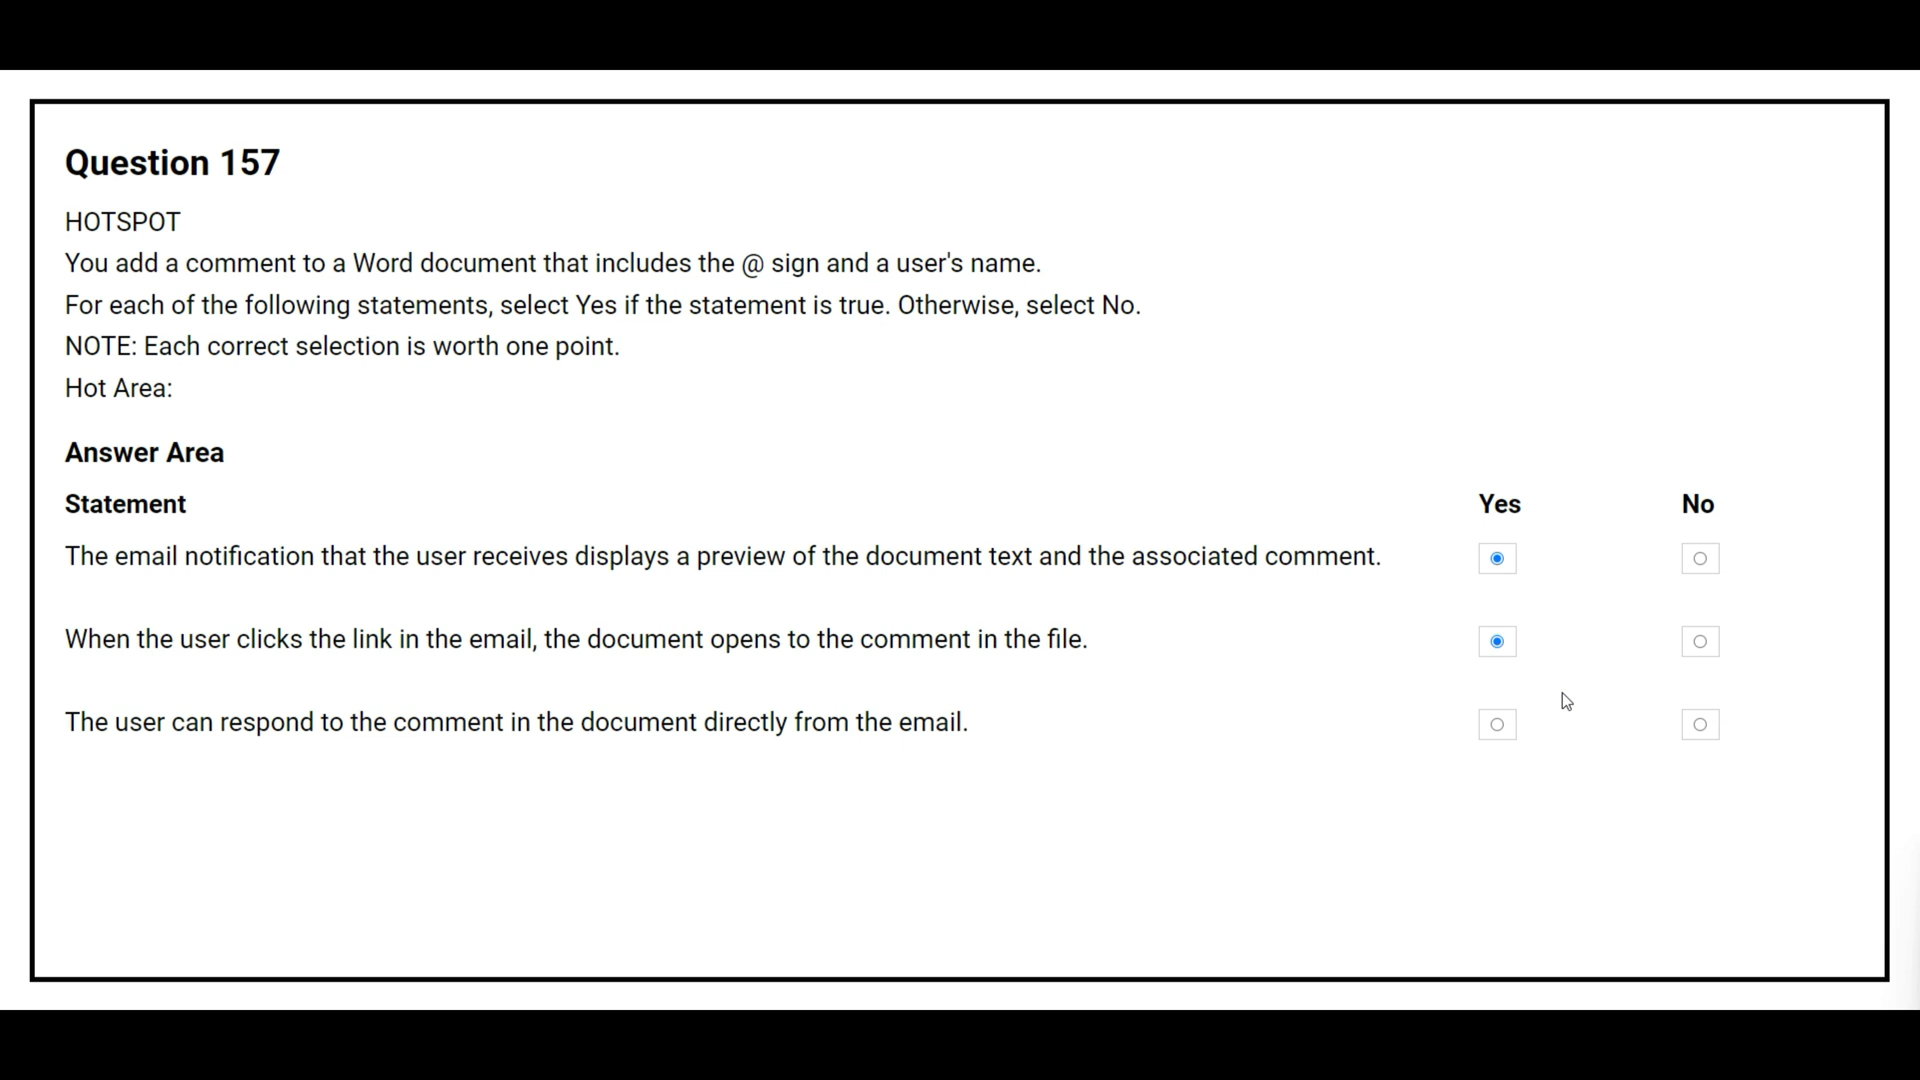 Question 157
HOTSPOT
You add a comment to a Word document that includes the @ sign and a user's name.
For each of the following statements, select Yes if the statement is true. Otherwise, select No.
NOTE: Each correct selection is worth one point.
Hot Area:
Answer Area
Statement Yes No
The email notification that the user receives displays a preview of the document text and the associated comment.
When the user clicks the link in the email, the document opens to the comment in the file.
The user can respond to the comment in the document directly from the email.